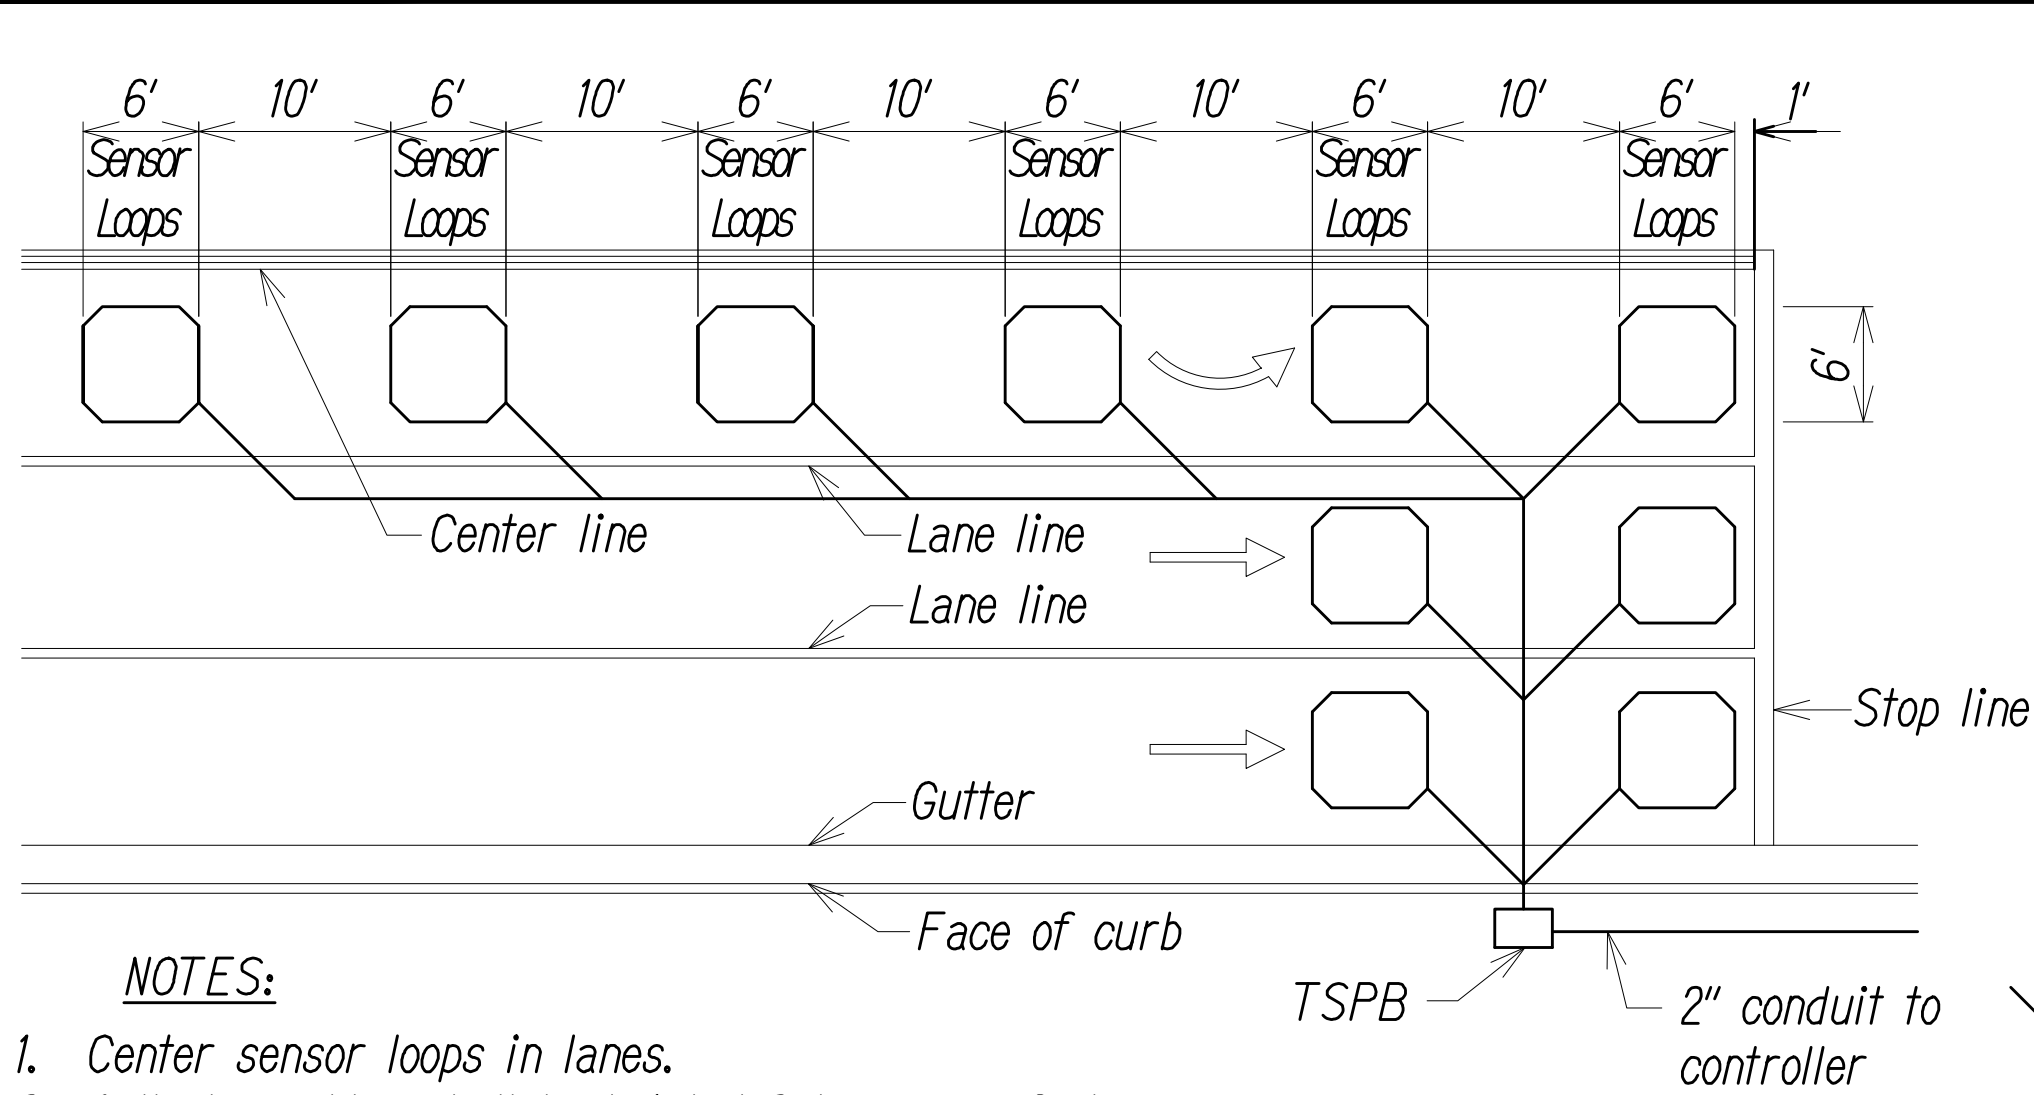 6' 10' 6' 10' 6' 10' 6' 10' 6' 10' 6' 1'
Sensor Sensor Sensor Sensor Sensor Sensor
Loops Loops Loops Loops Loops Loops
6'
Center line
Lane line
Lane line
Stop line
Gutter
Face of curb
TSPB
2" conduit to
controller
NOTES:
1. Center sensor loops in lanes.